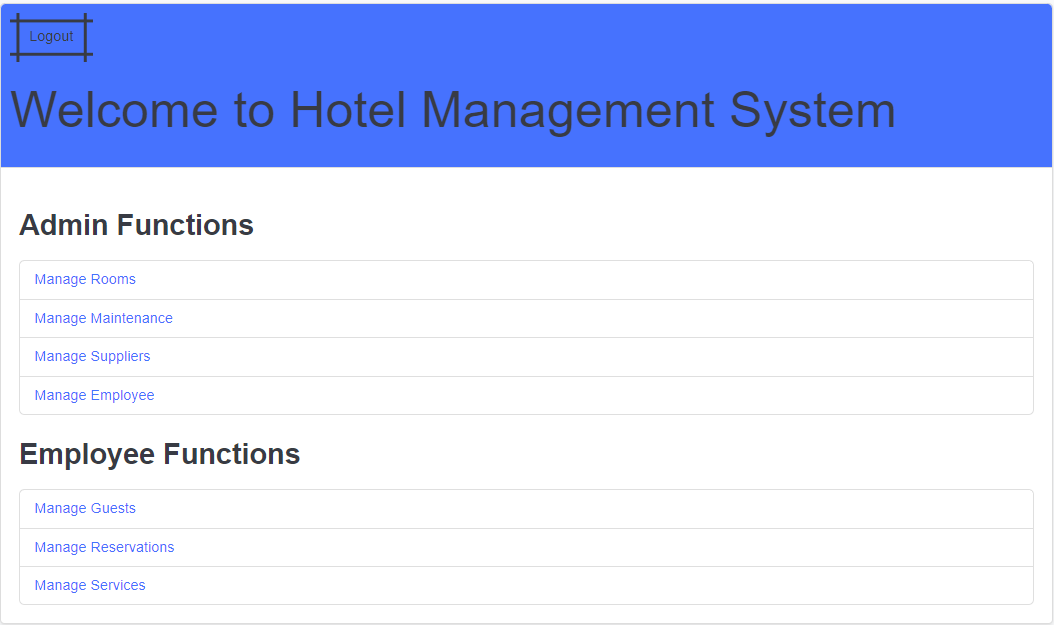 Logout
Welcome to Hotel Management System
Admin Functions
Manage Rooms
Manage Maintenance
Manage Suppliers
Manage Employee
Employee Functions
Manage Guests
Manage Reservations
Manage Services